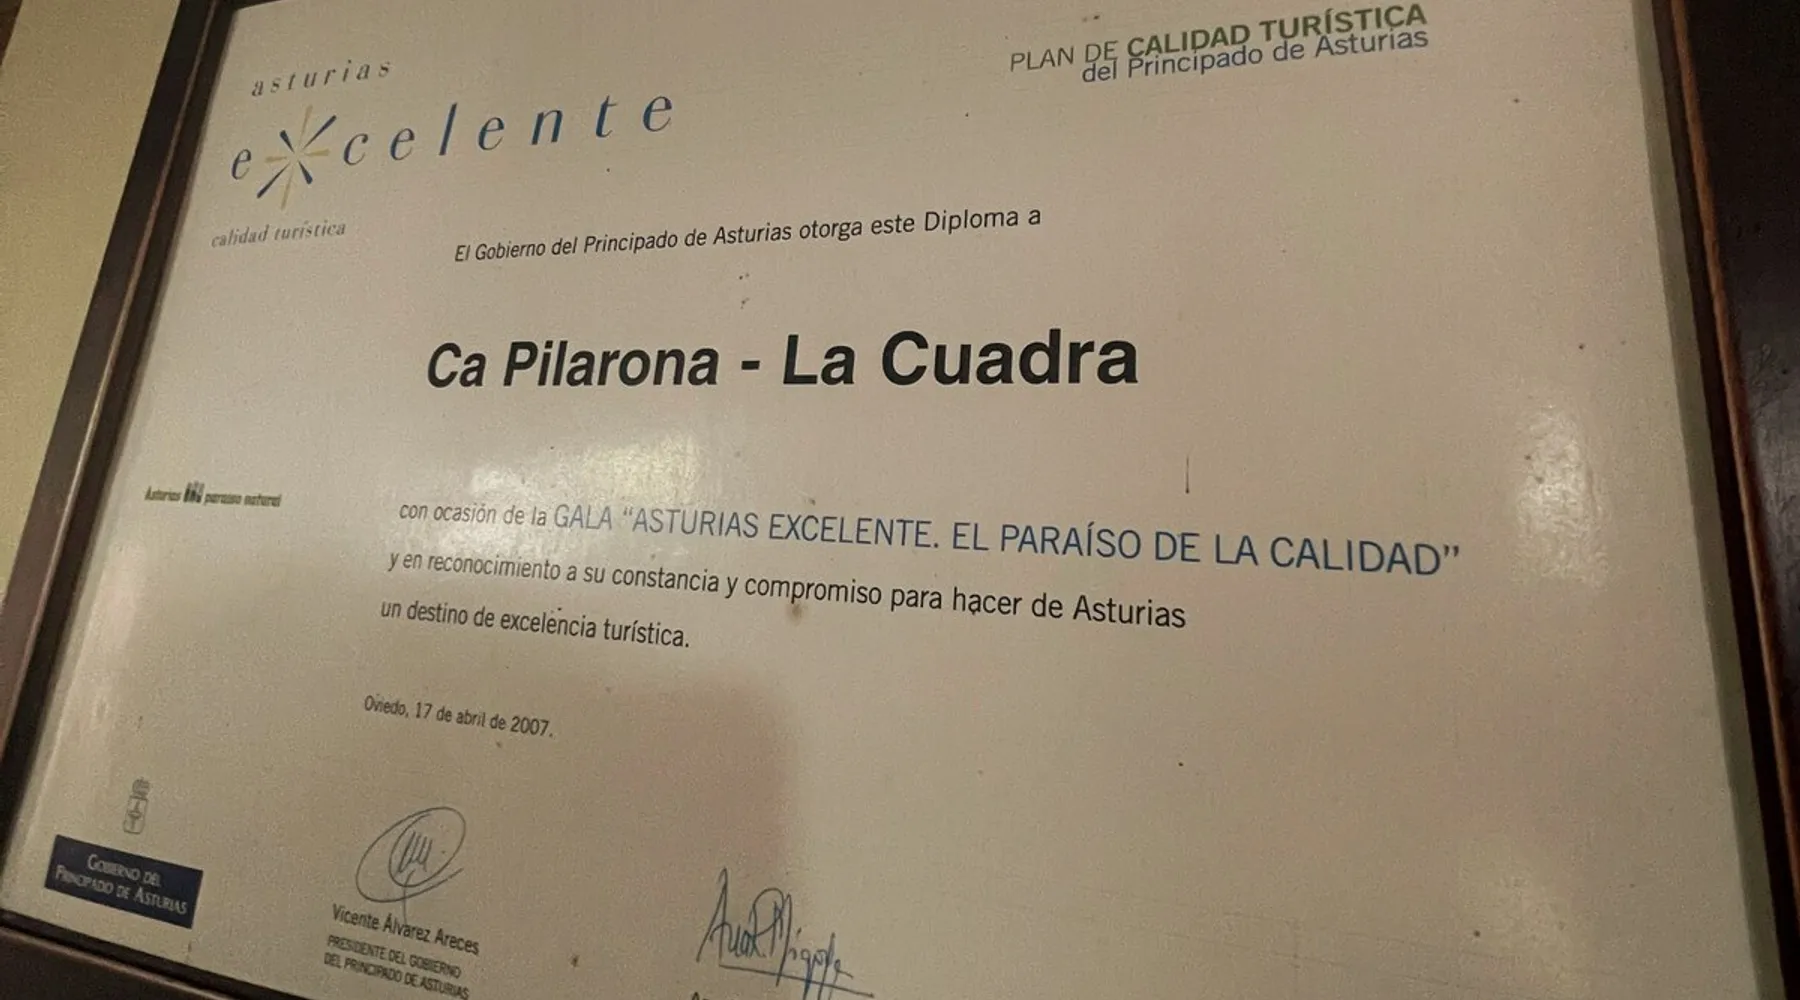 asturias
excelente
calidad turística
PLAN DE CALIDAD TURÍSTICA
del Principado de Asturias
El Gobierno del Principado de Asturias otorga este Diploma a
Ca Pilarona - La Cuadra
Asturias paraíso natural
con ocasión de la GALA “ASTURIAS EXCELENTE. EL PARAÍSO DE LA CALIDAD”
y en reconocimiento a su constancia y compromiso para hacer de Asturias
un destino de excelencia turística.
Oviedo, 17 de abril de 2007.
GOBIERNO DEL
PRINCIPADO DE ASTURIAS
Vicente Álvarez Areces
PRESIDENTE DEL GOBIERNO
DEL PRINCIPADO DE ASTURIAS